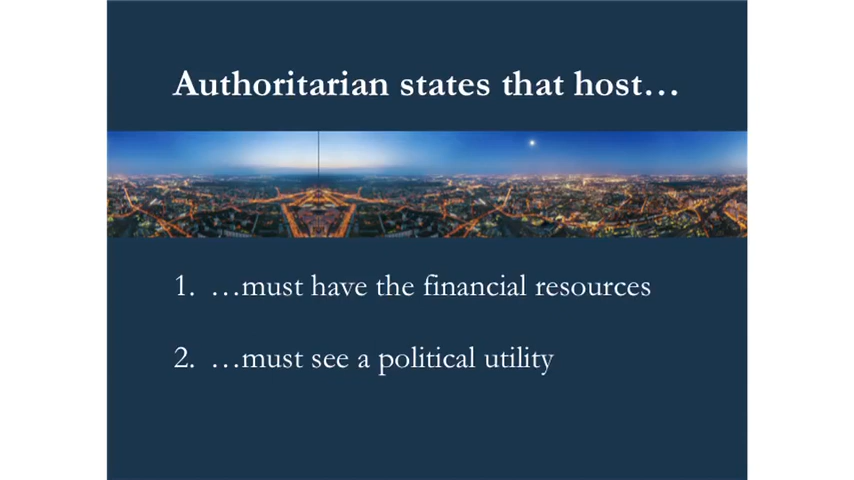 Authoritarian states that host…
1. …must have the financial resources
2. …must see a political utility